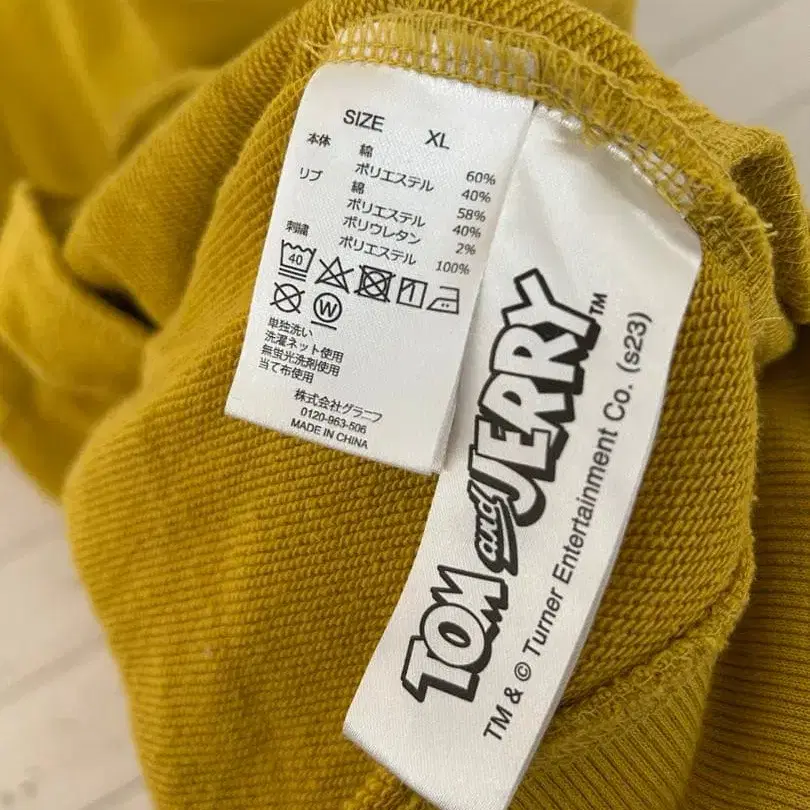 SIZE XL
本体 綿 60%
ポリエステル 40%
リブ 綿 58%
ポリエステル 40%
ポリウレタン 2%
刺繍 ポリエステル 100%
40
W
単独洗い
洗濯ネット使用
無蛍光洗剤使用
当て布使用
株式会社グラーフ
0120-963-506
MADE IN CHINA
TOM and JERRY™
TM & © Turner Entertainment Co. (s23)